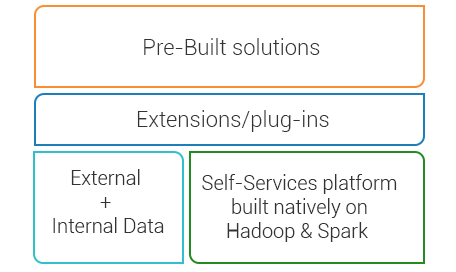 Pre-Built solutions
Extensions/plug-ins
External
+
Internal Data
Self-Services platform
built natively on
Hadoop & Spark